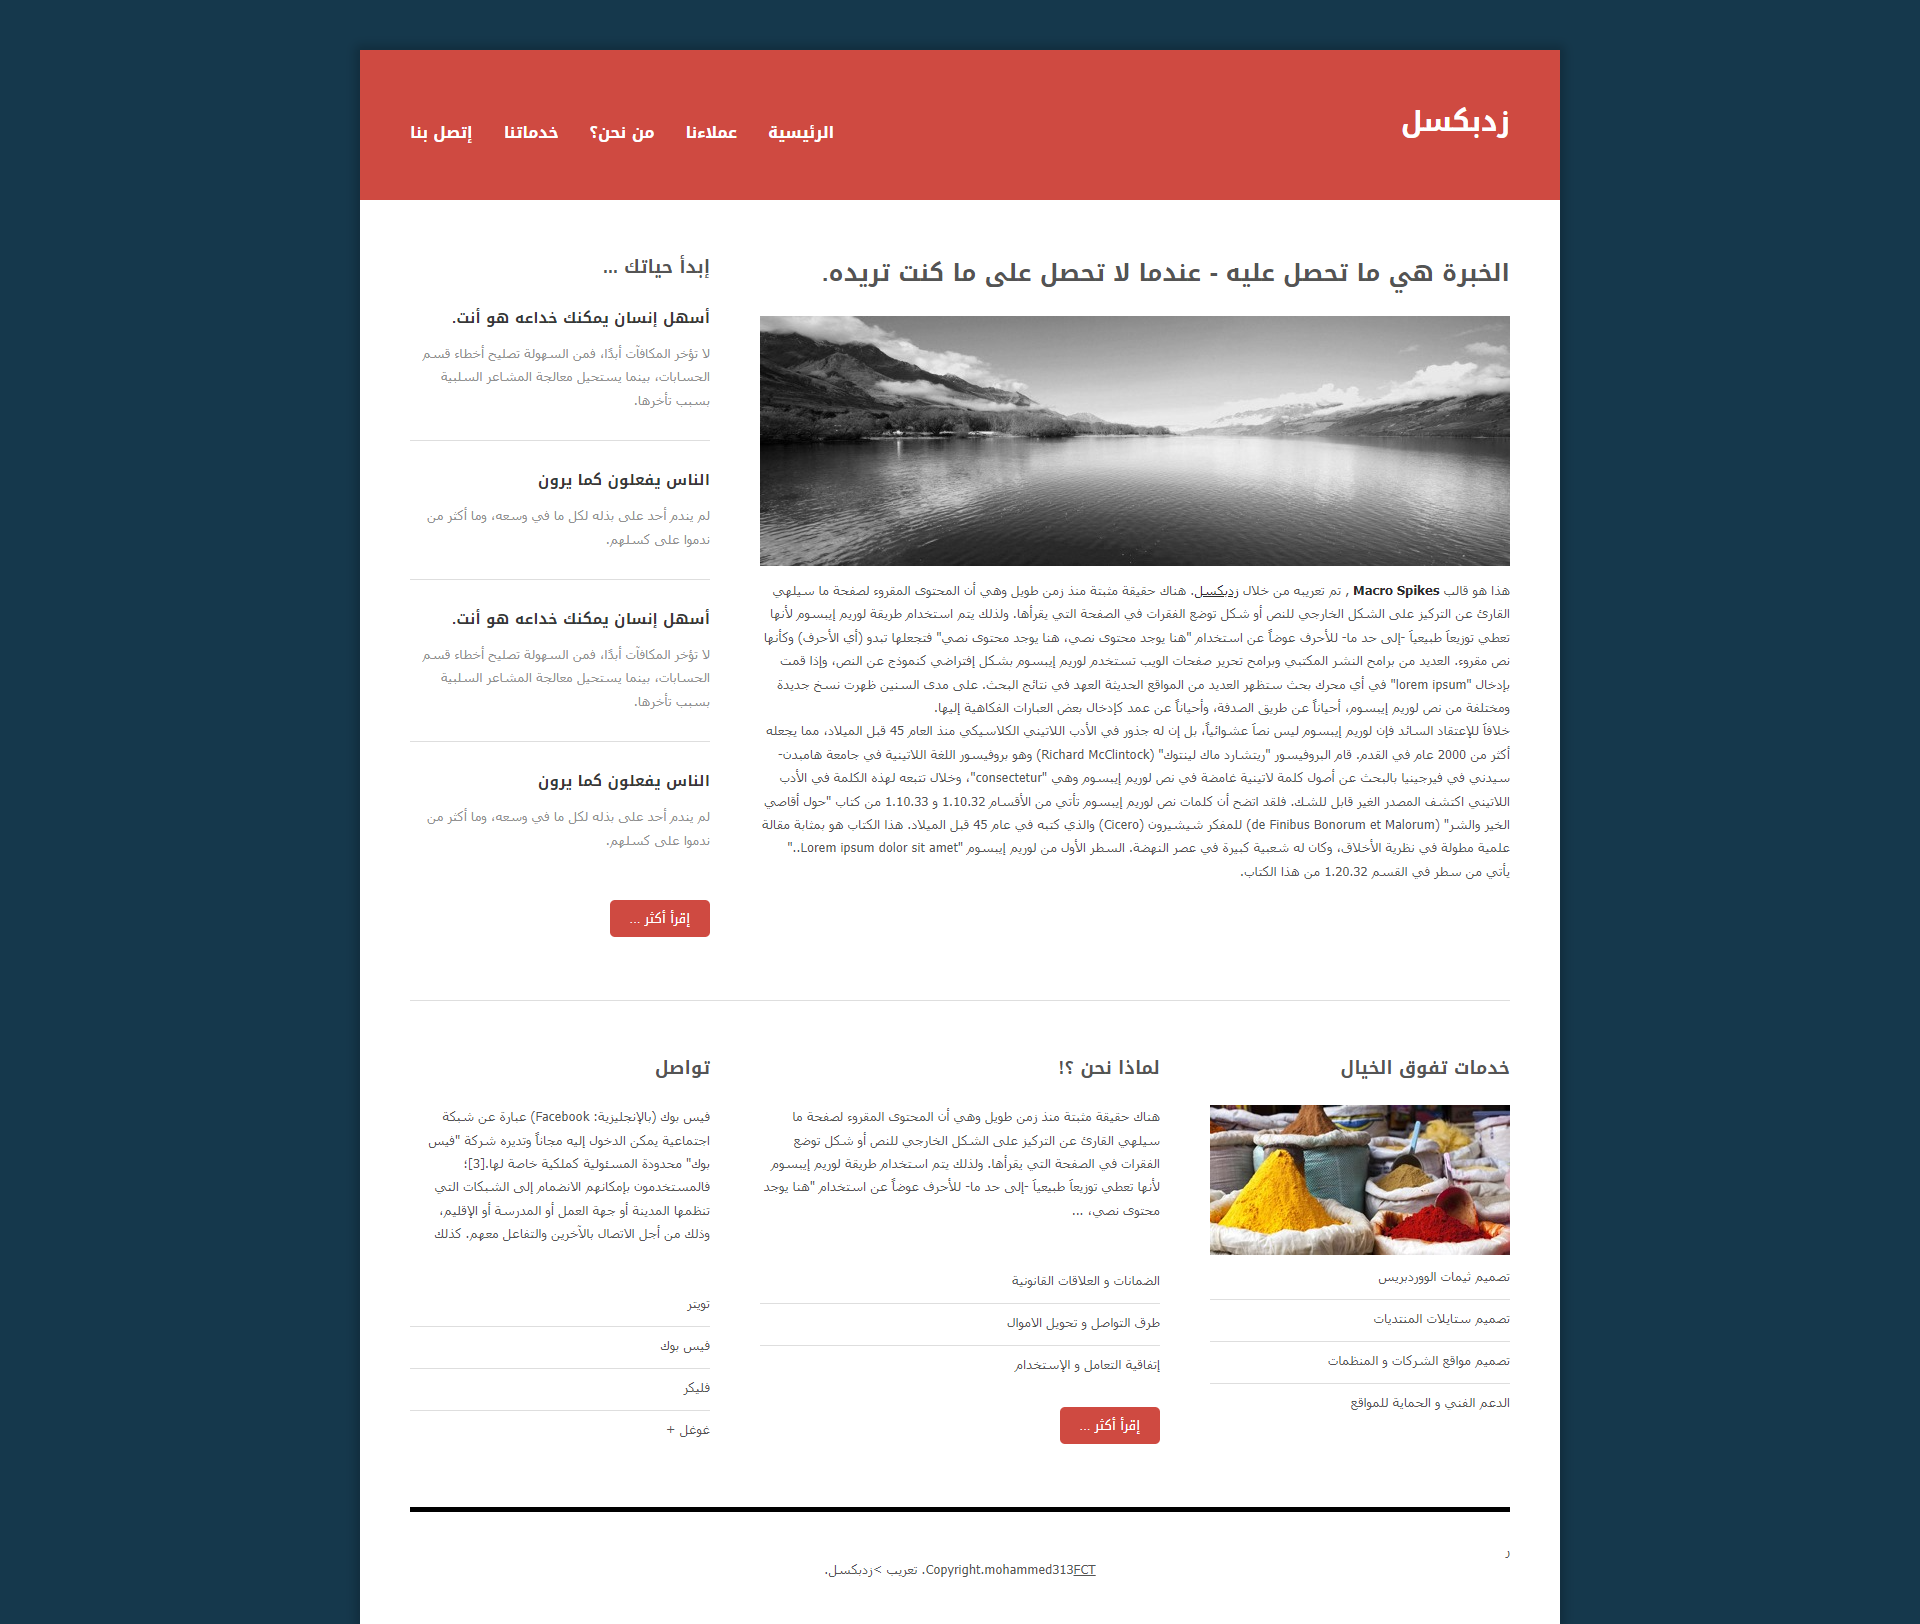 زدبكسل
الرئيسية عملاءنا من نحن؟ خدماتنا إتصل بنا
الخبرة هي ما تحصل عليه - عندما لا تحصل على ما كنت تريده.
هذا هو قالب Macro Spikes , تم تعريبه من خلال زدبكسل. هناك حقيقة مثبتة منذ زمن طويل وهي أن المحتوى المقروء لصفحة ما سيلهي
القارئ عن التركيز على الشكل الخارجي للنص أو شكل توضع الفقرات في الصفحة التي يقرأها. ولذلك يتم استخدام طريقة لوريم إيبسوم لأنها
تعطي توزيعاَ طبيعياَ -إلى حد ما- للأحرف عوضاً عن استخدام "هنا يوجد محتوى نصي، هنا يوجد محتوى نصي" فتجعلها تبدو (أي الأحرف) وكأنها
نص مقروء. العديد من برامح النشر المكتبي وبرامح تحرير صفحات الويب تستخدم لوريم إيبسوم بشكل إفتراضي كنموذج عن النص، وإذا قمت
بإدخال "lorem ipsum" في أي محرك بحث ستظهر العديد من المواقع الحديثة العهد في نتائج البحث. على مدى السنين ظهرت نسخ جديدة
ومختلفة من نص لوريم إيبسوم، أحياناً عن طريق الصدفة، وأحياناً عن عمد كإدخال بعض العبارات الفكاهية إليها.
خلافاَ للإعتقاد السائد فإن لوريم إيبسوم ليس نصاَ عشوائياً، بل إن له جذور في الأدب اللاتيني الكلاسيكي منذ العام 45 قبل الميلاد، مما يجعله
أكثر من 2000 عام في القدم. قام البروفيسور "ريتشارد ماك لينتوك" (Richard McClintock) وهو بروفيسور اللغة اللاتينية في جامعة هامبدن-
سيدني في فيرجينيا بالبحث عن أصول كلمة لاتينية غامضة في نص لوريم إيبسوم وهي "consectetur"، وخلال تتبعه لهذه الكلمة في الأدب
اللاتيني اكتشف المصدر الغير قابل للشك. فلقد اتضح أن كلمات نص لوريم إيبسوم تأتي من الأقسام 1.10.32 و 1.10.33 من كتاب "حول أقاصي
الخير والشر" (de Finibus Bonorum et Malorum) للمفكر شيشيرون (Cicero) والذي كتبه في عام 45 قبل الميلاد. هذا الكتاب هو بمثابة مقالة
علمية مطولة في نظرية الأخلاق، وكان له شعبية كبيرة في عصر النهضة. السطر الأول من لوريم إيبسوم "Lorem ipsum dolor sit amet.."
يأتي من سطر في القسم 1.20.32 من هذا الكتاب.
إبدأ حياتك ...
أسهل إنسان يمكنك خداعه هو أنت.
لا تؤخر المكافآت أبدًا، فمن السهولة تصليح أخطاء قسم
الحسابات، بينما يستحيل معالجة المشاعر السلبية
بسبب تأخرها.
الناس يفعلون كما يرون
لم يندم أحد على بذله لكل ما في وسعه، وما أكثر من
ندموا على كسلهم.
أسهل إنسان يمكنك خداعه هو أنت.
لا تؤخر المكافآت أبدًا، فمن السهولة تصليح أخطاء قسم
الحسابات، بينما يستحيل معالجة المشاعر السلبية
بسبب تأخرها.
الناس يفعلون كما يرون
لم يندم أحد على بذله لكل ما في وسعه، وما أكثر من
ندموا على كسلهم.
إقرأ أكثر ...
خدمات تفوق الخيال
تصميم ثيمات الووردبريس
تصميم ستايلات المنتديات
تصميم مواقع الشركات و المنظمات
الدعم الفني و الحماية للمواقع
لماذا نحن ؟!
هناك حقيقة مثبتة منذ زمن طويل وهي أن المحتوى المقروء لصفحة ما
سيلهي القارئ عن التركيز على الشكل الخارجي للنص أو شكل توضع
الفقرات في الصفحة التي يقرأها. ولذلك يتم استخدام طريقة لوريم إيبسوم
لأنها تعطي توزيعاَ طبيعياَ -إلى حد ما- للأحرف عوضاً عن استخدام "هنا يوجد
محتوى نصي، ...
الضمانات و العلاقات القانونية
طرق التواصل و تحويل الاموال
إتفاقية التعامل و الإستخدام
إقرأ أكثر ...
تواصل
فيس بوك (بالإنجليزية: Facebook) عبارة عن شبكة
اجتماعية يمكن الدخول إليه مجاناً وتديره شركة "فيس
بوك" محدودة المسئولية كملكية خاصة لها.[3]؛
فالمستخدمون بإمكانهم الانضمام إلى الشبكات التي
تنظمها المدينة أو جهة العمل أو المدرسة أو الإقليم،
وذلك من أجل الاتصال بالآخرين والتفاعل معهم. كذلك
تويتر
فيس بوك
فليكر
غوغل +
ر
Copyright.mohammed313FCT. تعريب >زدبكسل.